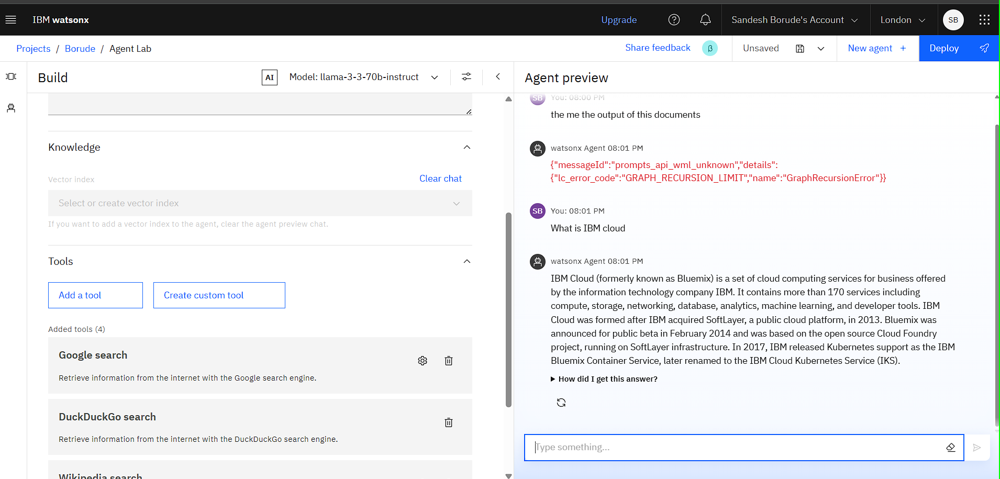 IBM watsonx
Upgrade
Sandesh Borude's Account
London
SB
Projects / Borude / Agent Lab
Share feedback
β
Unsaved
New agent +
Deploy
Build
AI
Model: llama-3-3-70b-instruct
Knowledge
Vector index
Clear chat
Select or create vector index
If you want to add a vector index to the agent, clear the agent preview chat.
Tools
Add a tool
Create custom tool
Added tools (4)
Google search
Retrieve information from the internet with the Google search engine.
DuckDuckGo search
Retrieve information from the internet with the DuckDuckGo search engine.
Wikipedia search
Agent preview
SB
You: 08:00 PM
the me the output of this documents
watsonx Agent 08:01 PM
{"messageId":"prompts_api_wml_unknown","details":
{"lc_error_code":"GRAPH_RECURSION_LIMIT","name":"GraphRecursionError"}}
SB
You: 08:01 PM
What is IBM cloud
watsonx Agent 08:01 PM
IBM Cloud (formerly known as Bluemix) is a set of cloud computing services for business offered
by the information technology company IBM. It contains more than 170 services including
compute, storage, networking, database, analytics, machine learning, and developer tools. IBM
Cloud was formed after IBM acquired SoftLayer, a public cloud platform, in 2013. Bluemix was
announced for public beta in February 2014 and was based on the open source Cloud Foundry
project, running on SoftLayer infrastructure. In 2017, IBM released Kubernetes support as the IBM
Bluemix Container Service, later renamed to the IBM Cloud Kubernetes Service (IKS).
How did I get this answer?
Type something...